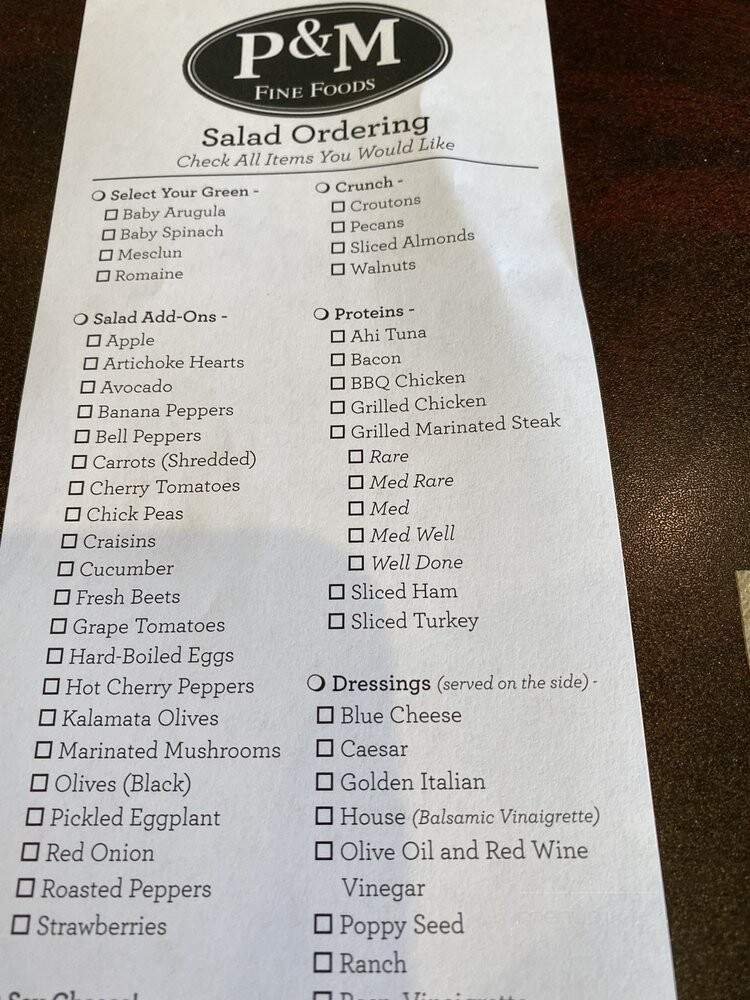 P&M
FINE FOODS
Salad Ordering
Check All Items You Would Like
Select Your Green -
Baby Arugula
Baby Spinach
Mesclun
Romaine
Salad Add-Ons -
Apple
Artichoke Hearts
Avocado
Banana Peppers
Bell Peppers
Carrots (Shredded)
Cherry Tomatoes
Chick Peas
Craisins
Cucumber
Fresh Beets
Grape Tomatoes
Hard-Boiled Eggs
Hot Cherry Peppers
Kalamata Olives
Marinated Mushrooms
Olives (Black)
Pickled Eggplant
Red Onion
Roasted Peppers
Strawberries
Say Cheese!
Crunch -
Croutons
Pecans
Sliced Almonds
Walnuts
Proteins -
Ahi Tuna
Bacon
BBQ Chicken
Grilled Chicken
Grilled Marinated Steak
Rare
Med Rare
Med
Med Well
Well Done
Sliced Ham
Sliced Turkey
Dressings (served on the side) -
Blue Cheese
Caesar
Golden Italian
House (Balsamic Vinaigrette)
Olive Oil and Red Wine
Vinegar
Poppy Seed
Ranch
Vinaigrette